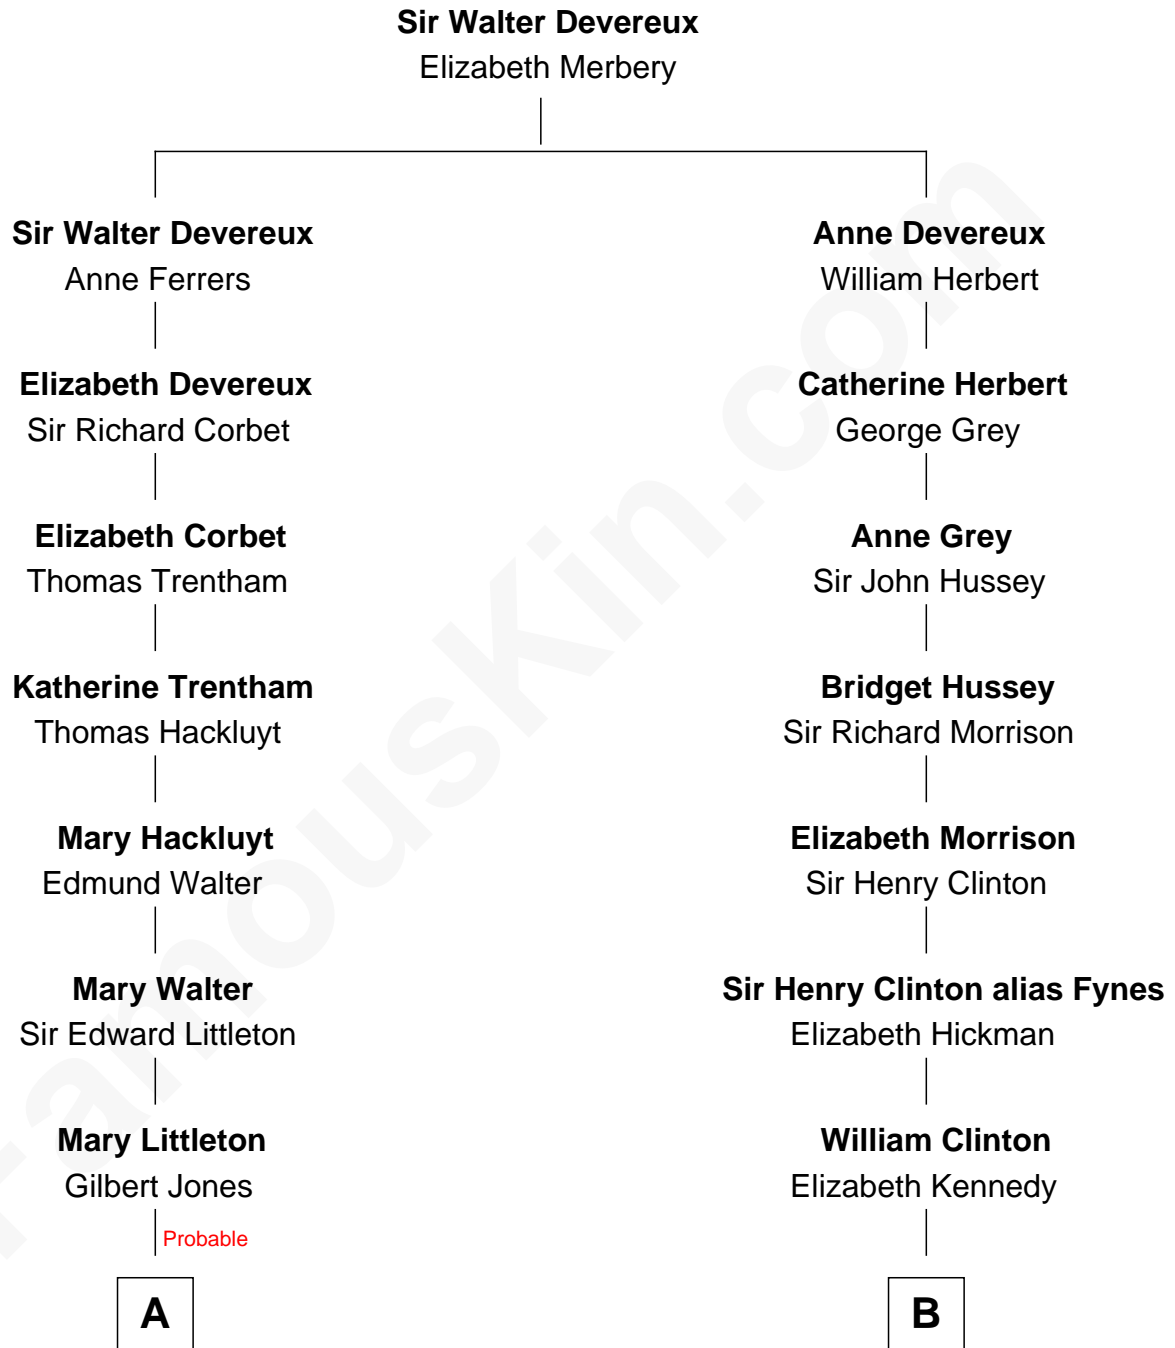 Sir Walter Devereux
Elizabeth Merbery
Sir Walter Devereux
Anne Ferrers
Elizabeth Devereux
Sir Richard Corbet
Elizabeth Corbet
Thomas Trentham
Katherine Trentham
Thomas Hackluyt
Mary Hackluyt
Edmund Walter
Mary Walter
Sir Edward Littleton
Mary Littleton
Gilbert Jones
Probable
A
Anne Devereux
William Herbert
Catherine Herbert
George Grey
Anne Grey
Sir John Hussey
Bridget Hussey
Sir Richard Morrison
Elizabeth Morrison
Sir Henry Clinton
Sir Henry Clinton alias Fynes
Elizabeth Hickman
William Clinton
Elizabeth Kennedy
B
FamousKin.com